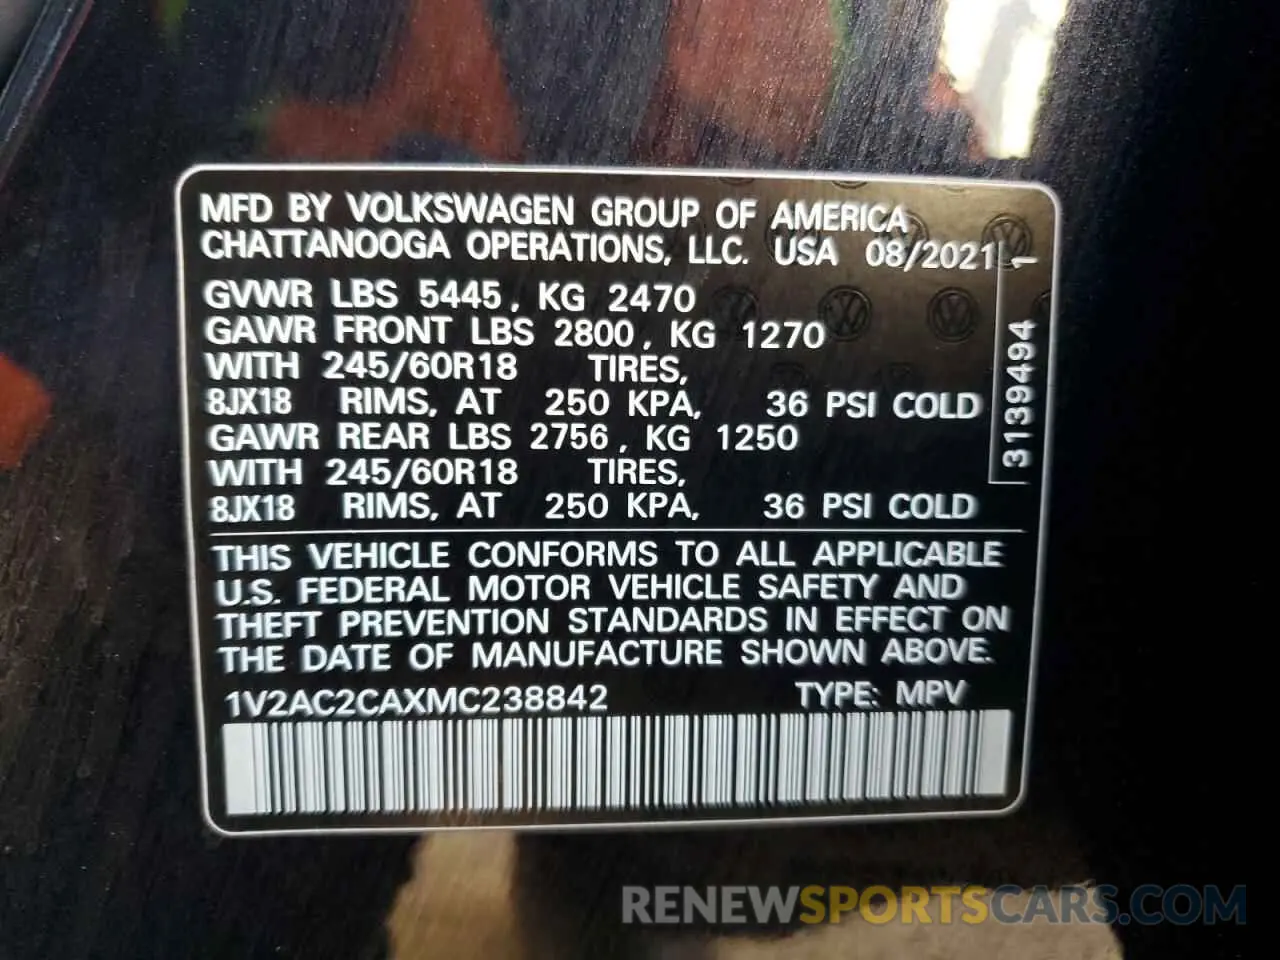 MFD BY VOLKSWAGEN GROUP OF AMERICA
CHATTANOOGA OPERATIONS, LLC. USA 08/2021 1
GVWR LBS 5445, KG 2470
GAWR FRONT LBS 2800, KG 1270
WITH 245/60R18 TIRES,
8JX18 RIMS, AT 250 KPA, 36 PSI COLD
GAWR REAR LBS 2756, KG 1250
WITH 245/60R18 TIRES,
8JX18 RIMS, AT 250 KPA, 36 PSI COLD
3139494
THIS VEHICLE CONFORMS TO ALL APPLICABLE
U.S. FEDERAL MOTOR VEHICLE SAFETY AND
THEFT PREVENTION STANDARDS IN EFFECT ON
THE DATE OF MANUFACTURE SHOWN ABOVE.
1V2AC2CAXMC238842 TYPE: MPV
RENEWSPORTSCARS.COM